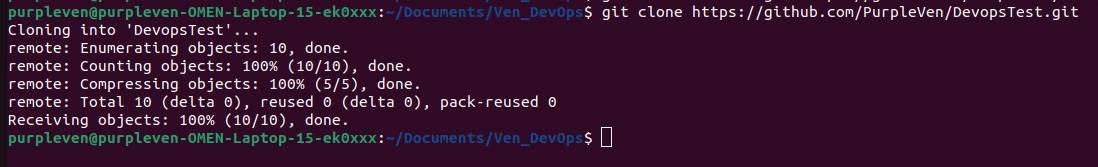 purpleven@purpleven-OMEN-Laptop-15-ek0xxx:~/Documents/Ven_DevOps$ git clone https://github.com/PurpleVen/DevopsTest.git
Cloning into 'DevopsTest'...
remote: Enumerating objects: 10, done.
remote: Counting objects: 100% (10/10), done.
remote: Compressing objects: 100% (5/5), done.
remote: Total 10 (delta 0), reused 0 (delta 0), pack-reused 0
Receiving objects: 100% (10/10), done.
purpleven@purpleven-OMEN-Laptop-15-ek0xxx:~/Documents/Ven_DevOps$